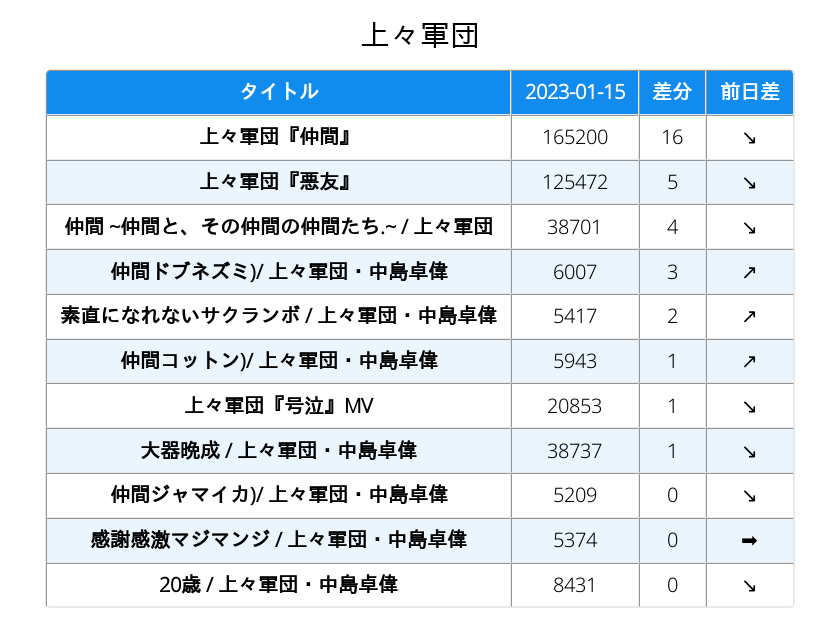 上々軍団
タイトル 2023-01-15 差分 前日差
上々軍団『仲間』 165200 16 ↘
上々軍団『悪友』 125472 5 ↘
仲間 ~仲間と、その仲間の仲間たち.~ / 上々軍団 38701 4 ↘
仲間ドブネズミ)/ 上々軍団・中島卓偉 6007 3 ↗
素直になれないサクランボ / 上々軍団・中島卓偉 5417 2 ↗
仲間コットン)/ 上々軍団・中島卓偉 5943 1 ↗
上々軍団『号泣』MV 20853 1 ↘
大器晩成 / 上々軍団・中島卓偉 38737 1 ↘
仲間ジャマイカ)/ 上々軍団・中島卓偉 5209 0 ↘
感謝感激マジマンジ / 上々軍団・中島卓偉 5374 0 ➡
20歳 / 上々軍団・中島卓偉 8431 0 ↘